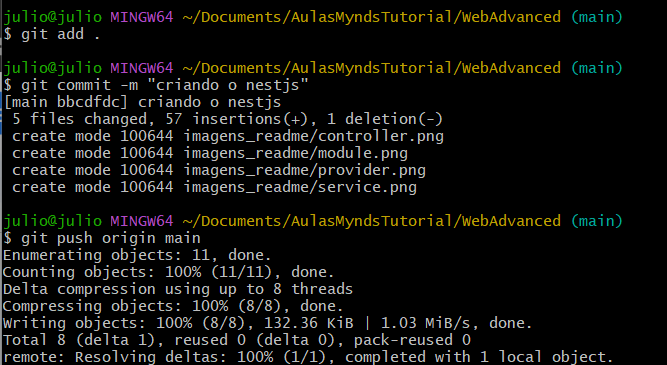 julio@julio MINGW64 ~/Documents/AulasMyndsTutorial/WebAdvanced (main)
$ git add .
julio@julio MINGW64 ~/Documents/AulasMyndsTutorial/WebAdvanced (main)
$ git commit -m "criando o nestjs"
[main bbcdfdc] criando o nestjs
 5 files changed, 57 insertions(+), 1 deletion(-)
 create mode 100644 imagens_readme/controller.png
 create mode 100644 imagens_readme/module.png
 create mode 100644 imagens_readme/provider.png
 create mode 100644 imagens_readme/service.png
julio@julio MINGW64 ~/Documents/AulasMyndsTutorial/WebAdvanced (main)
$ git push origin main
Enumerating objects: 11, done.
Counting objects: 100% (11/11), done.
Delta compression using up to 8 threads
Compressing objects: 100% (8/8), done.
Writing objects: 100% (8/8), 132.36 KiB | 1.03 MiB/s, done.
Total 8 (delta 1), reused 0 (delta 0), pack-reused 0
remote: Resolving deltas: 100% (1/1), completed with 1 local object.